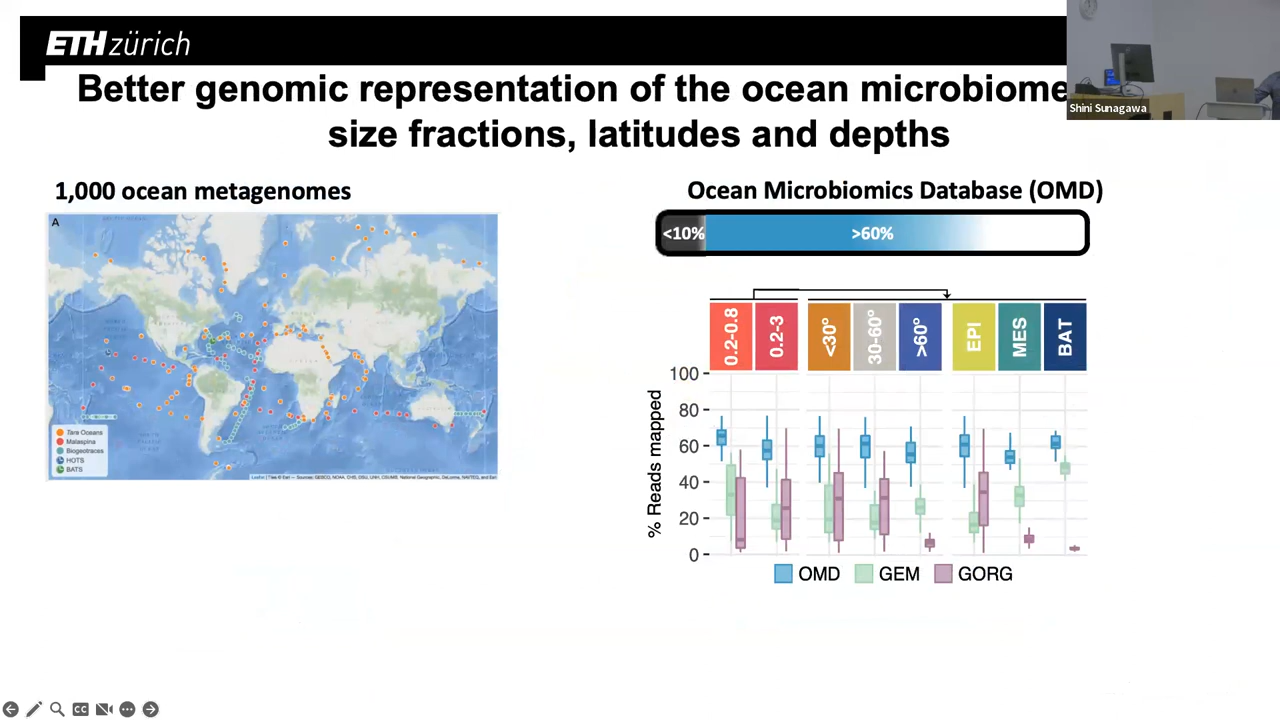 ETH zürich
Better genomic representation of the ocean microbiome
size fractions, latitudes and depths
Shini Sunagawa
1,000 ocean metagenomes
A
Tara Oceans
Malaspina
Biogeotraces
HOTS
BATS
Ocean Microbiomics Database (OMD)
<10%
>60%
0.2-0.8
0.2-3
<30°
30-60°
>60°
EPI
MES
BAT
% Reads mapped
100
80
60
40
20
0
OMD
GEM
GORG
CC